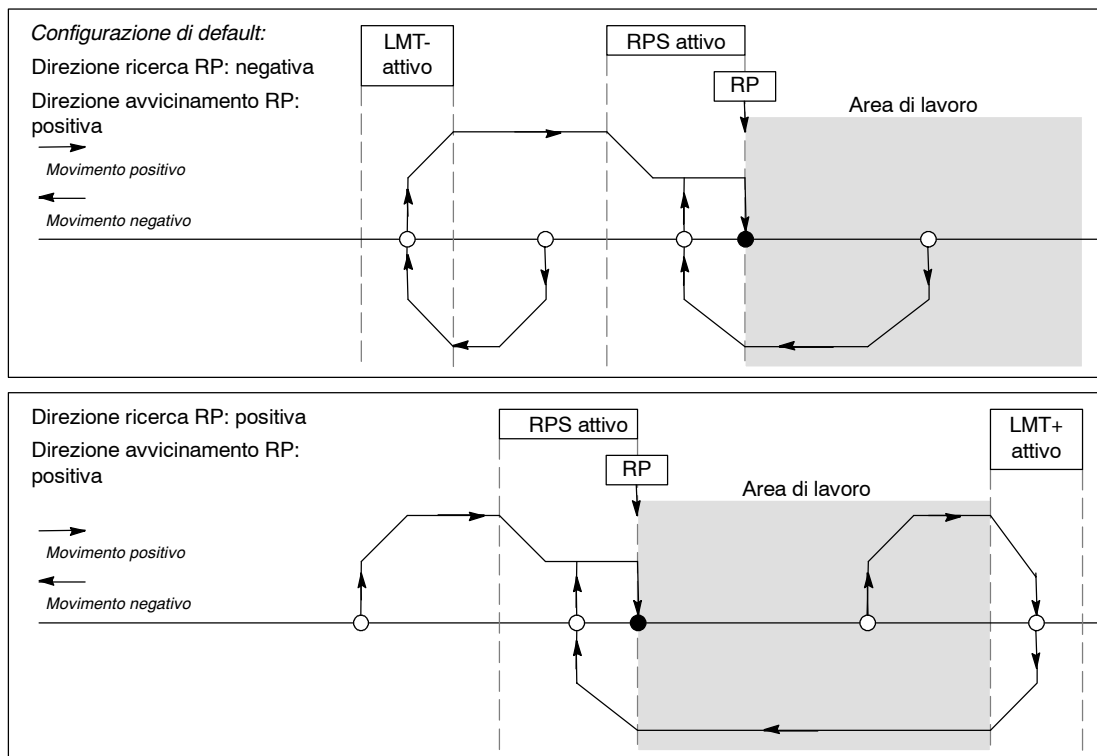 Configurazione di default:
Direzione ricerca RP: negativa
Direzione avvicinamento RP:
positiva
Movimento positivo
Movimento negativo
LMT-
attivo
RPS attivo
RP
Area di lavoro
Direzione ricerca RP: positiva
Direzione avvicinamento RP:
positiva
Movimento positivo
Movimento negativo
RPS attivo
RP
Area di lavoro
LMT+
attivo